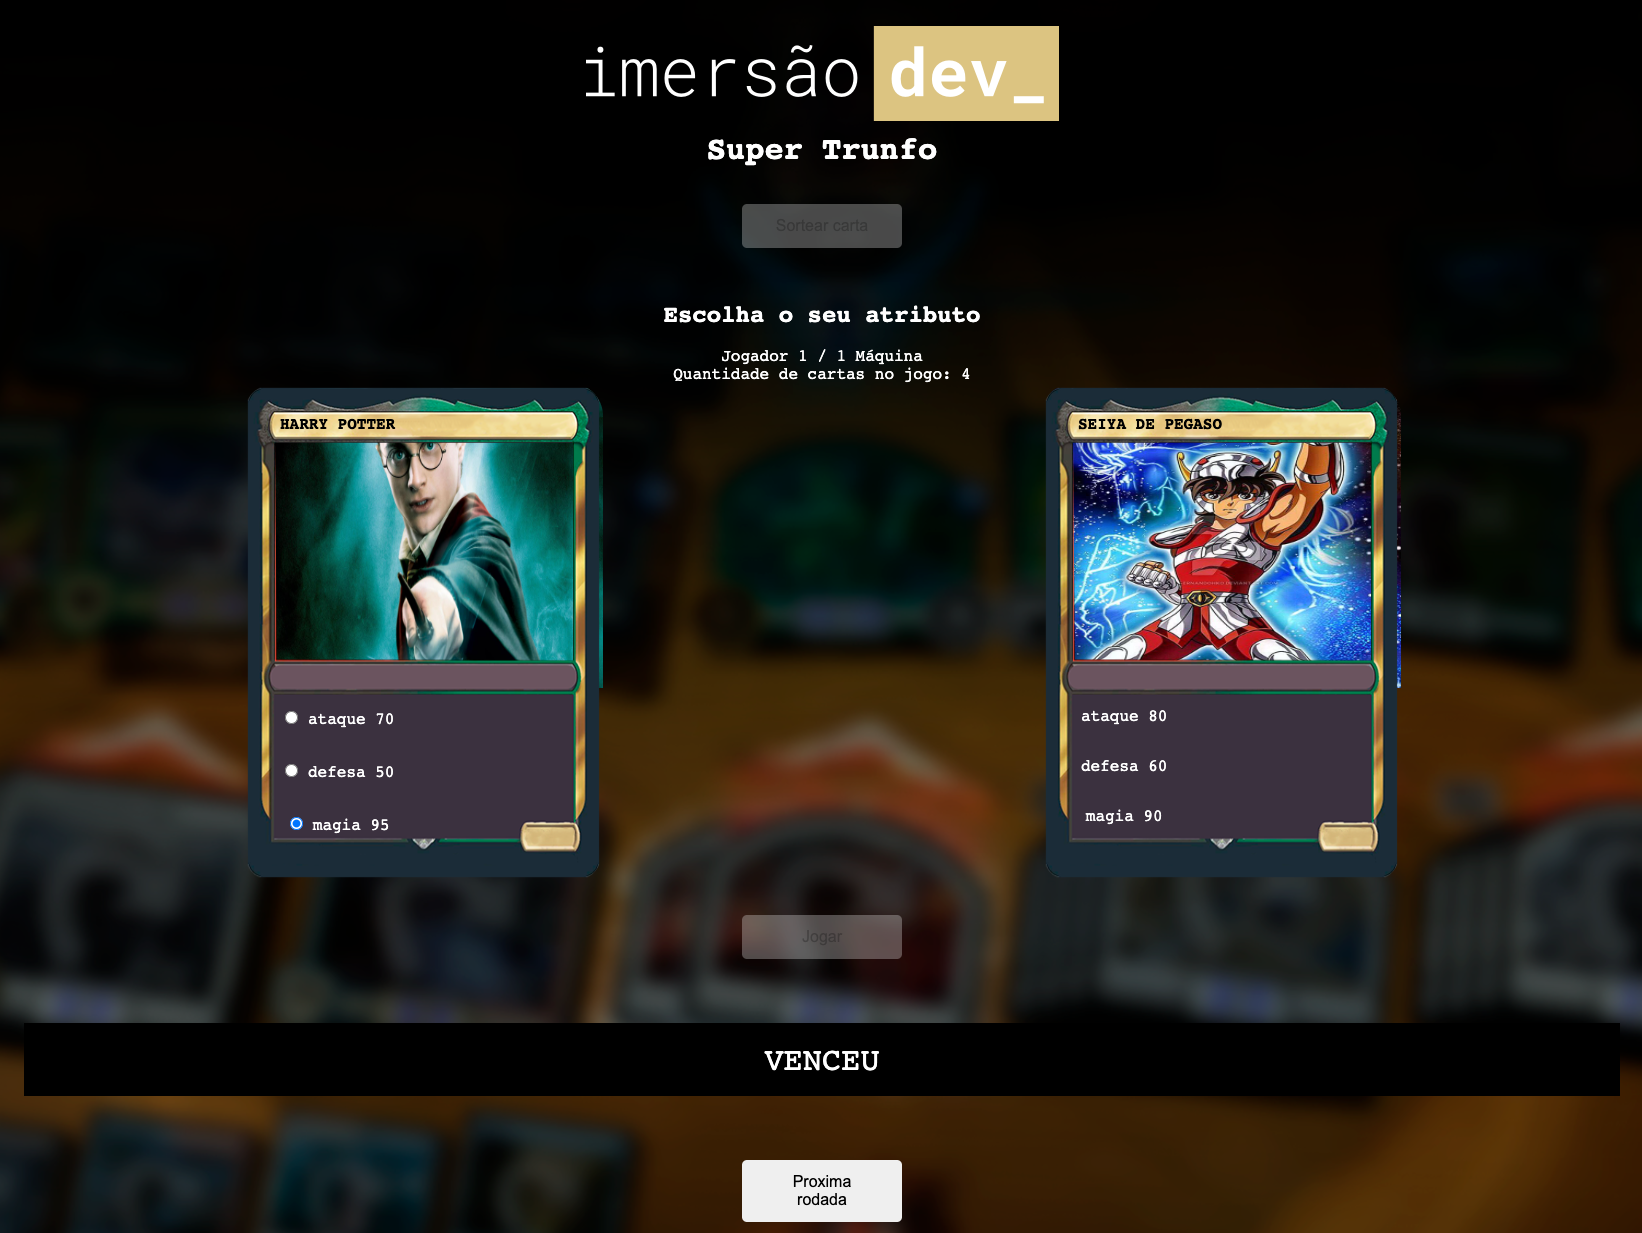 imersão dev_
Super Trunfo
Sortear carta
Escolha o seu atributo
Jogador 1 / 1 Máquina
Quantidade de cartas no jogo: 4
HARRY POTTER
ataque 70
defesa 50
magia 95
SEIYA DE PEGASO
ataque 80
defesa 60
magia 90
Jogar
VENCEU
Proxima
rodada